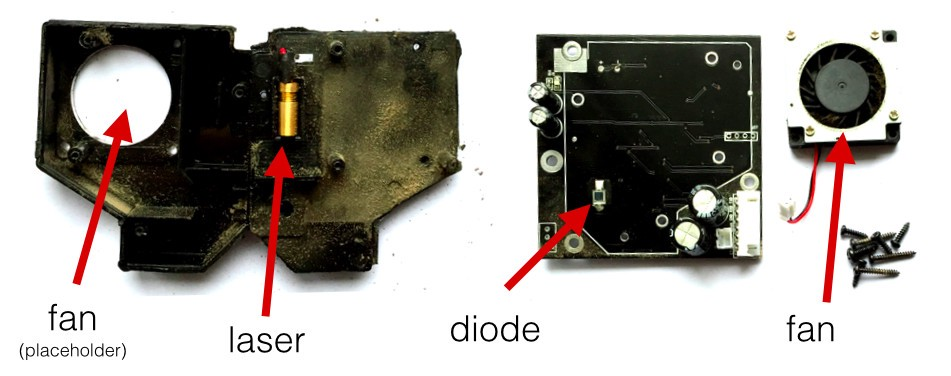 fan
(placeholder)
laser
diode
fan